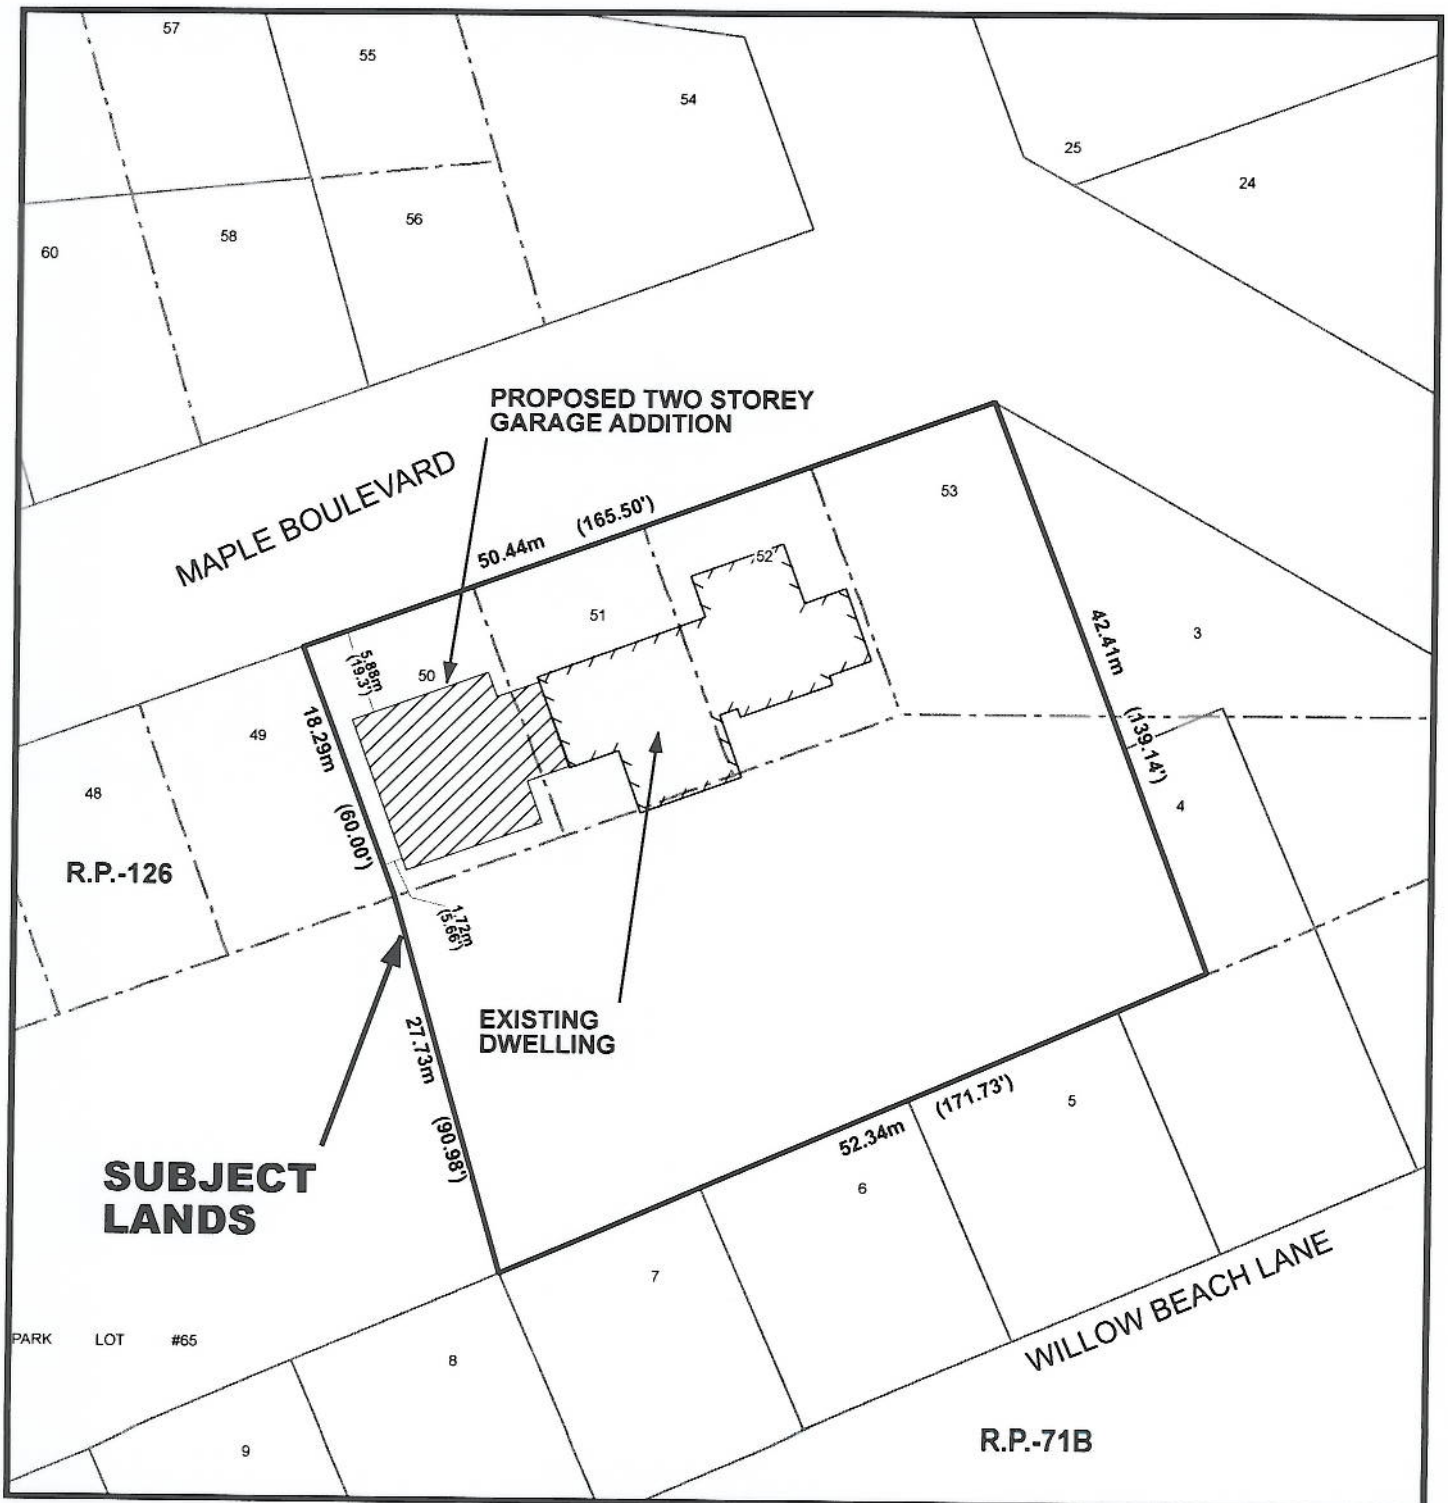 57
55
54
25
24
60
58
56
PROPOSED TWO STOREY
GARAGE ADDITION
MAPLE BOULEVARD
50.44m (165.50')
53
52
51
50
5.88m
(19.3')
49
48
18.29m (60.00')
42.41m (139.14')
3
4
R.P.-126
1.72m
(5.66')
EXISTING
DWELLING
27.73m (90.98')
SUBJECT
LANDS
52.34m (171.73')
5
6
7
8
9
PARK LOT #65
WILLOW BEACH LANE
R.P.-71B